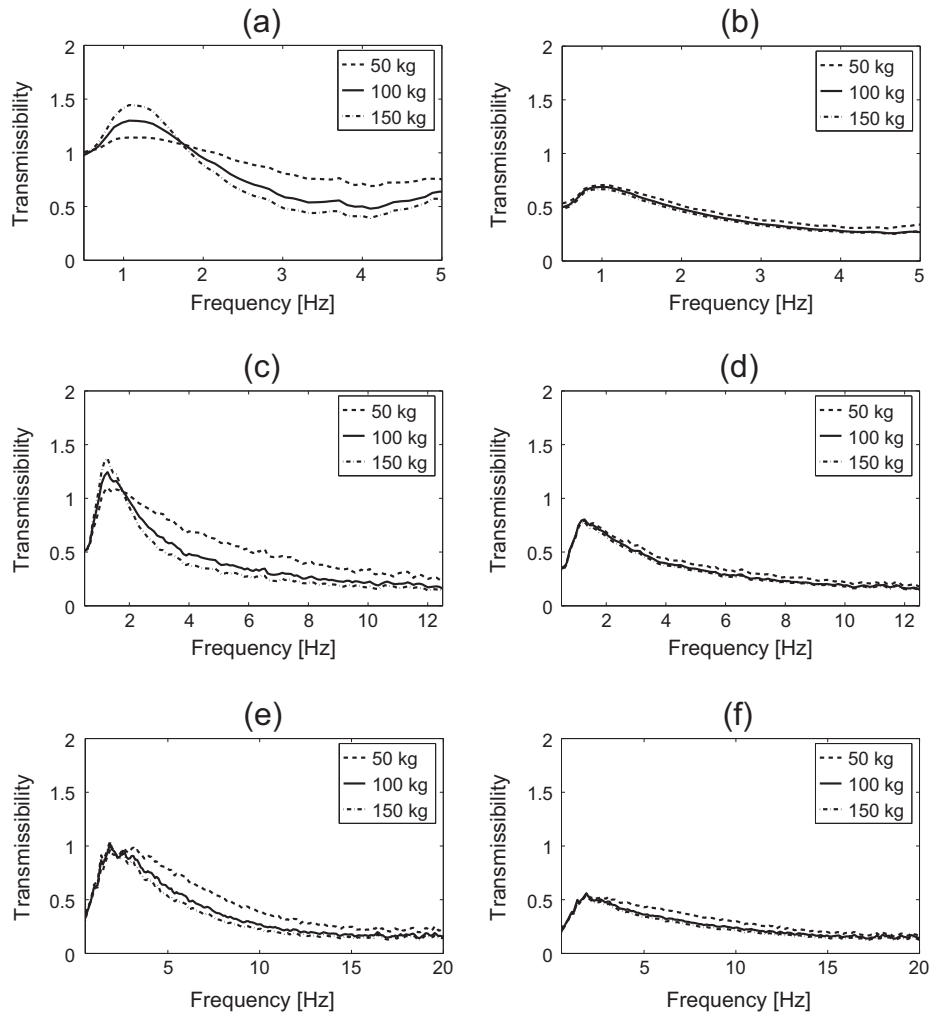 (a)
2
1.5
1
0.5
0
Transmissibility
50 kg
100 kg
150 kg
1 2 3 4 5
Frequency [Hz]
(b)
2
1.5
1
0.5
0
Transmissibility
50 kg
100 kg
150 kg
1 2 3 4 5
Frequency [Hz]
(c)
2
1.5
1
0.5
0
Transmissibility
50 kg
100 kg
150 kg
2 4 6 8 10 12
Frequency [Hz]
(d)
2
1.5
1
0.5
0
Transmissibility
50 kg
100 kg
150 kg
2 4 6 8 10 12
Frequency [Hz]
(e)
2
1.5
1
0.5
0
Transmissibility
50 kg
100 kg
150 kg
5 10 15 20
Frequency [Hz]
(f)
2
1.5
1
0.5
0
Transmissibility
50 kg
100 kg
150 kg
5 10 15 20
Frequency [Hz]